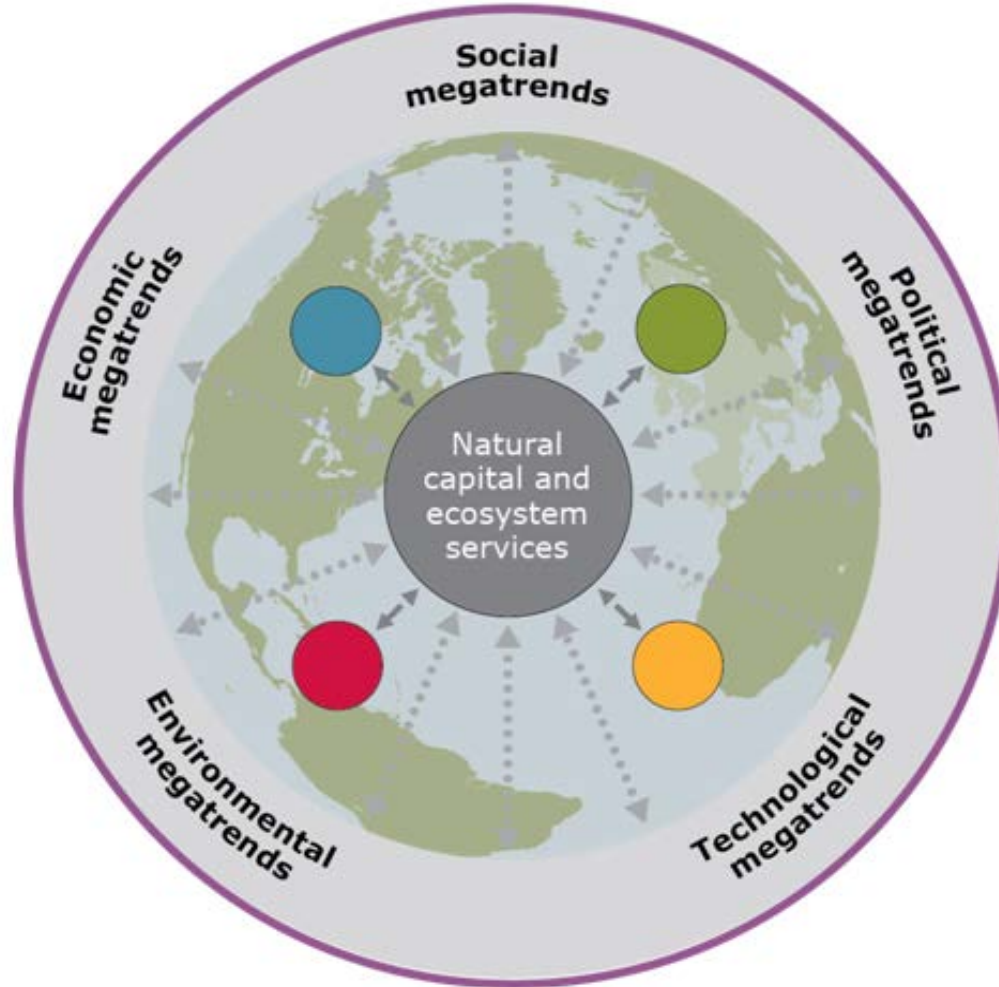 Social
megatrends
Economic
megatrends
Political
megatrends
Natural
capital and
ecosystem
services
Environmental
megatrends
Technological
megatrends